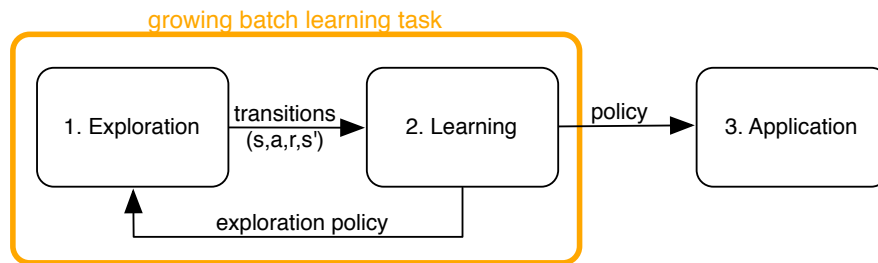 growing batch learning task
1. Exploration
transitions
(s,a,r,s')
2. Learning
policy
3. Application
exploration policy